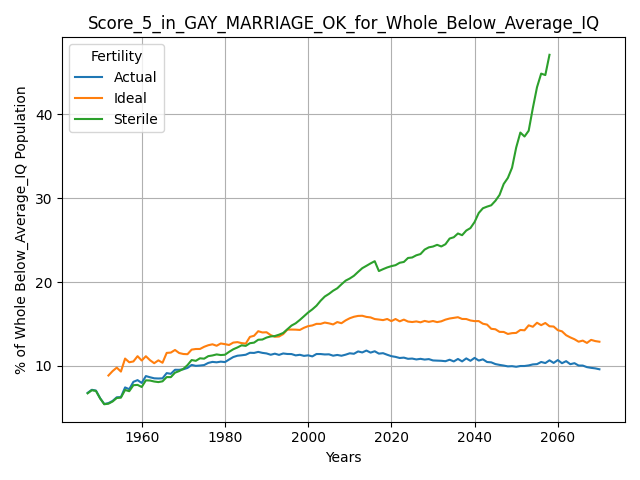 Score_5_in_GAY_MARRIAGE_OK_for_Whole_Below_Average_IQ
Fertility
Actual
Ideal
Sterile
% of Whole Below_Average_IQ Population
40
30
20
10
1960 1980 2000 2020 2040 2060
Years